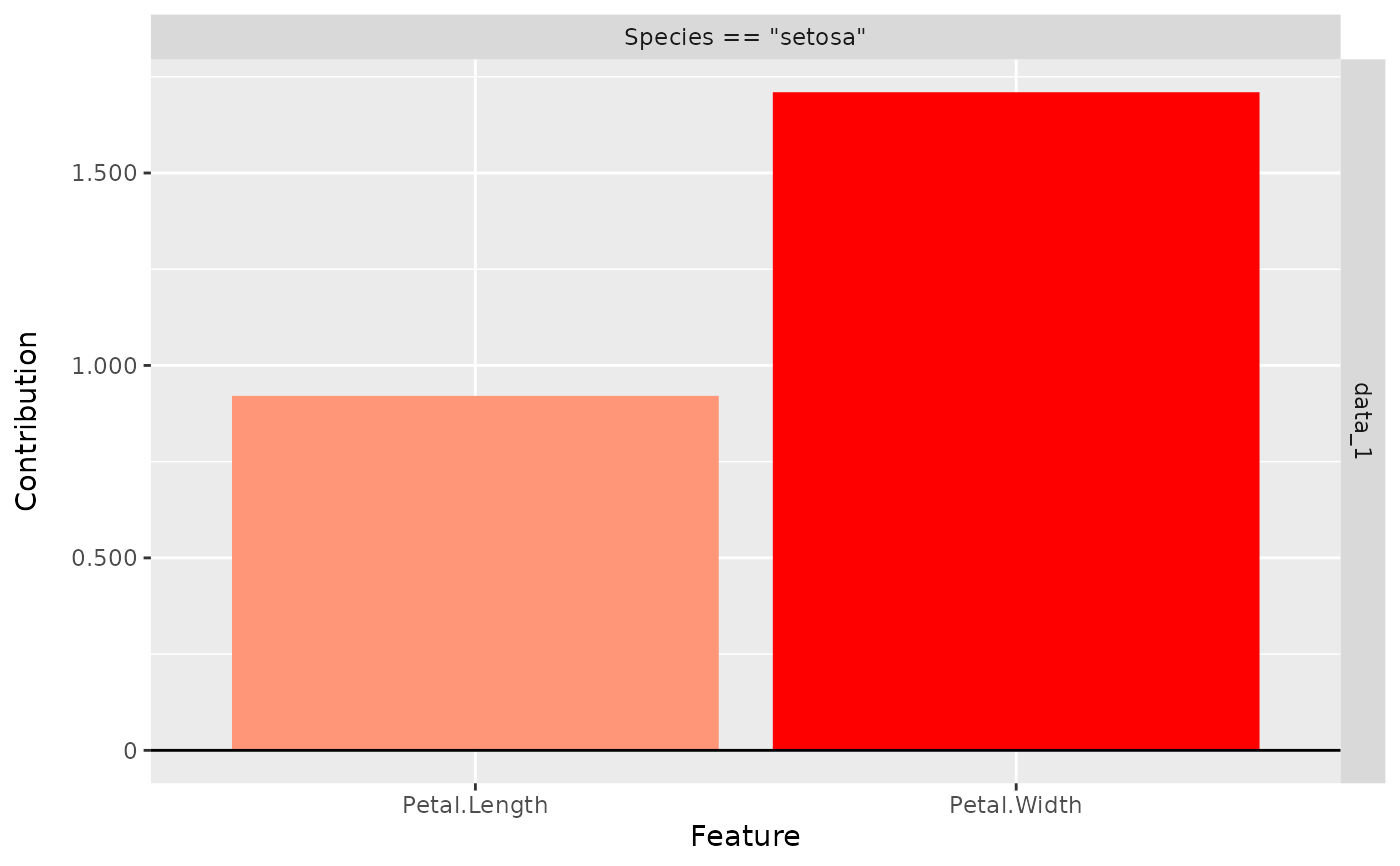 Species == "setosa"
data_1
Contribution
1.500
1.000
0.500
0
Petal.Length
Petal.Width
Feature